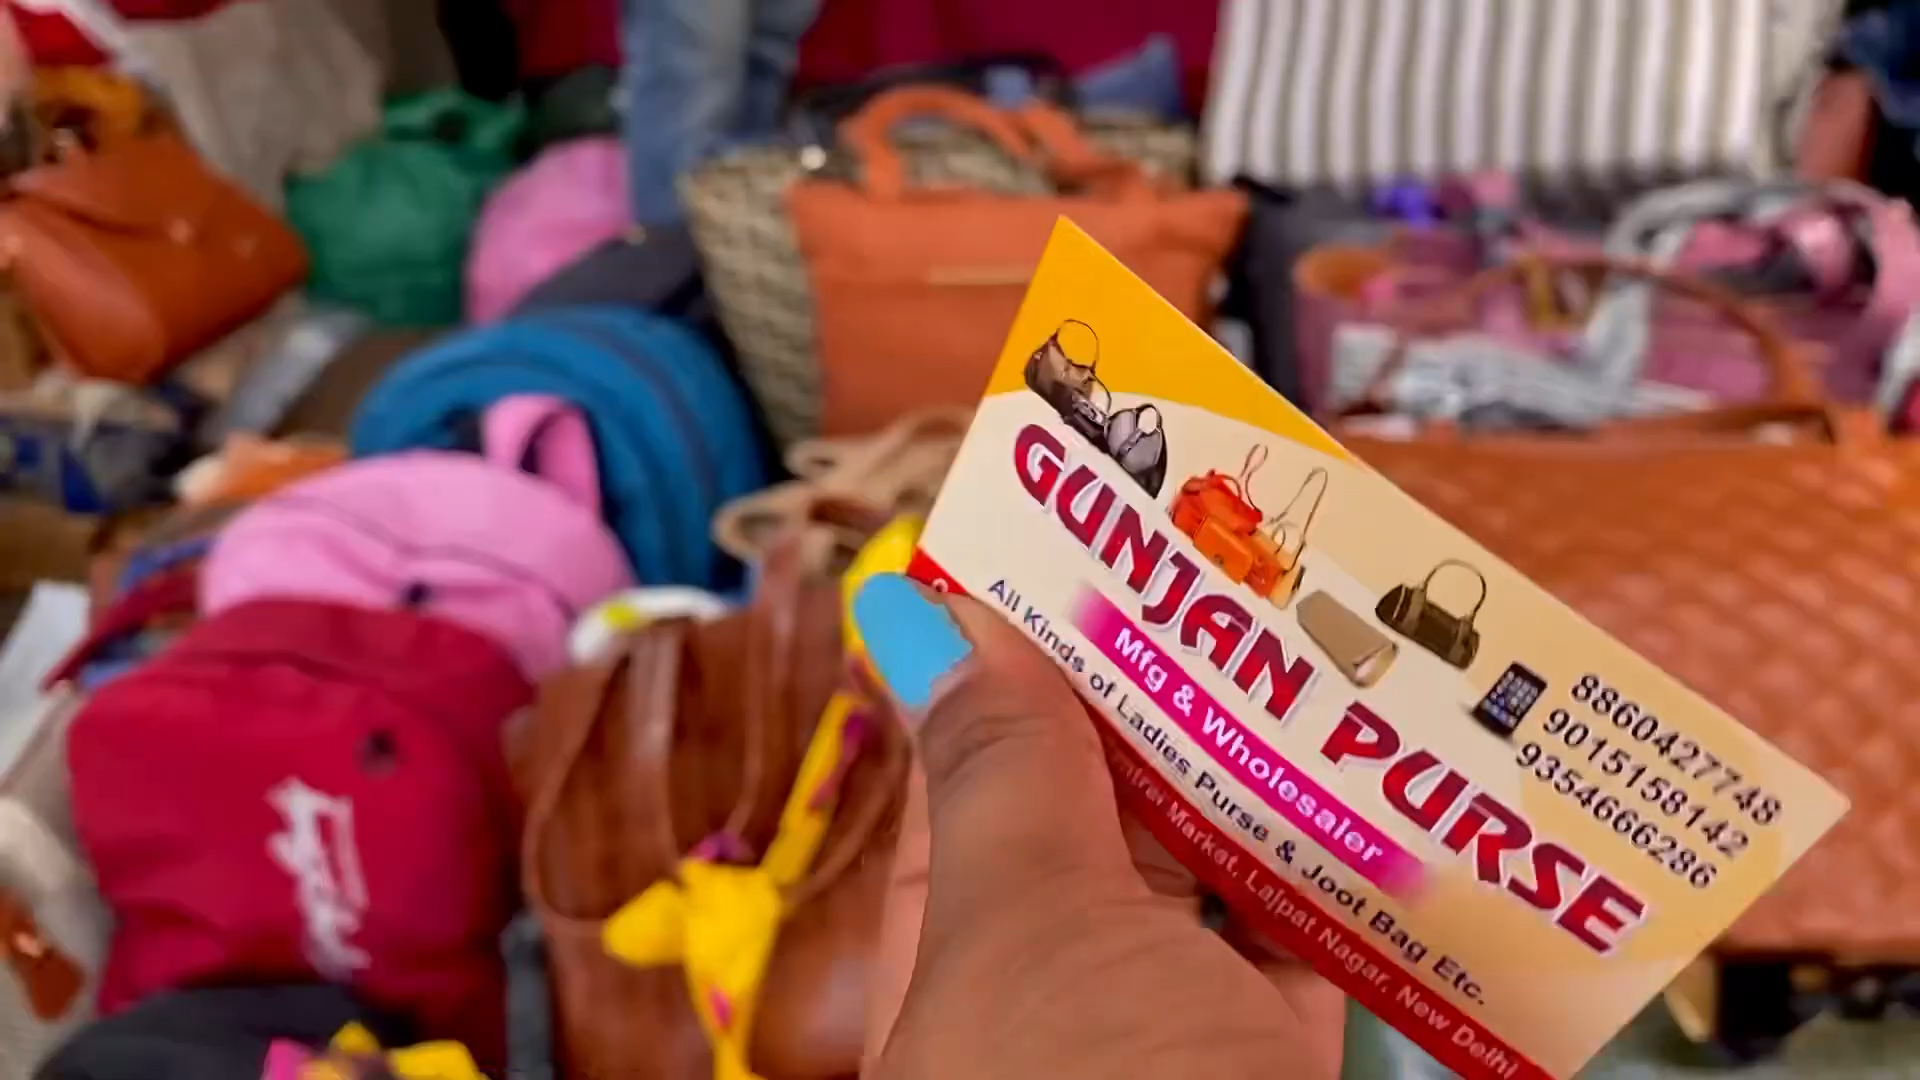 GUNJAN PURSE
Mfg & Wholesaler
All Kinds of Ladies Purse & Joot Bag Etc.
Market, Lajpat Nagar, New Delhi
8860427748
9015158142
9354666286